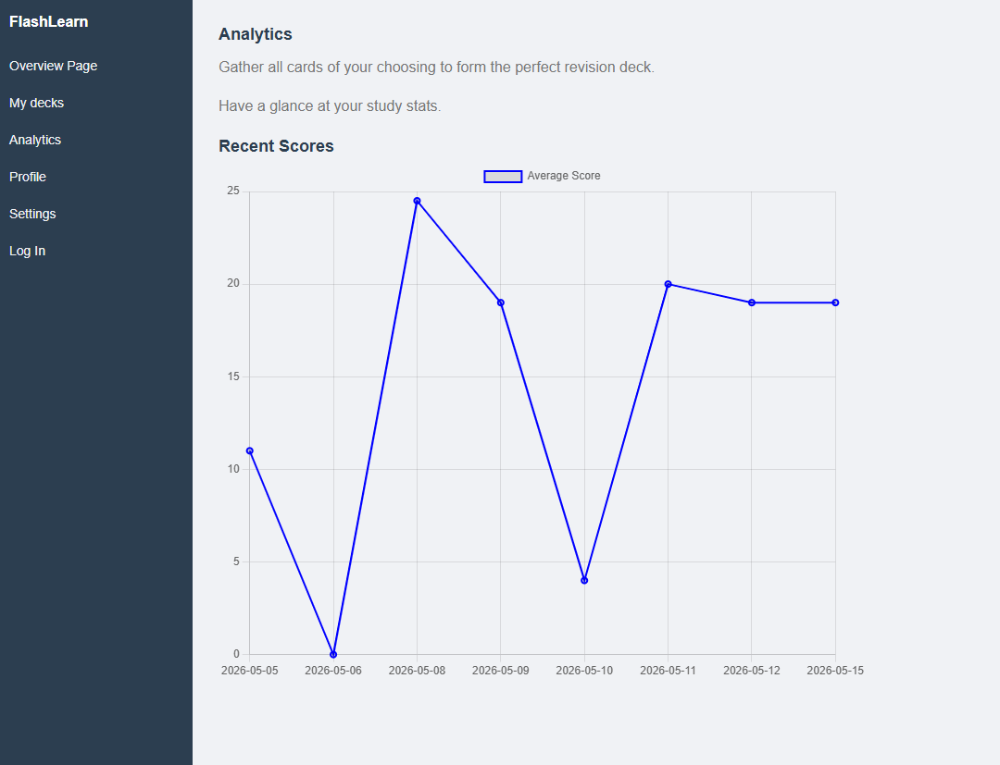 FlashLearn
Overview Page
My decks
Analytics
Profile
Settings
Log In
Analytics
Gather all cards of your choosing to form the perfect revision deck.
Have a glance at your study stats.
Recent Scores
Average Score
25
20
15
10
5
0
2026-05-05 2026-05-06 2026-05-08 2026-05-09 2026-05-10 2026-05-11 2026-05-12 2026-05-15